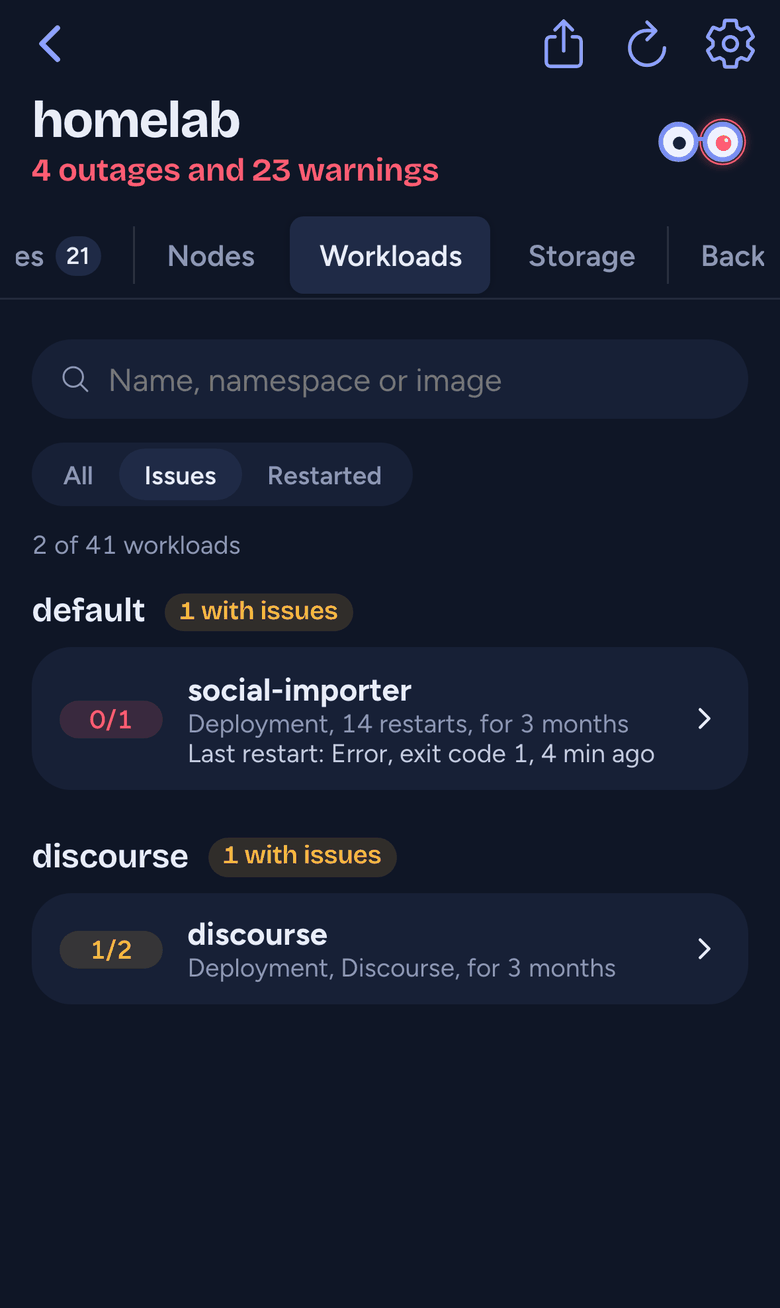 homelab
4 outages and 23 warnings
es 21 Nodes Workloads Storage Back
Name, namespace or image
All Issues Restarted
2 of 41 workloads
default 1 with issues
0/1
social-importer
Deployment, 14 restarts, for 3 months
Last restart: Error, exit code 1, 4 min ago
discourse 1 with issues
1/2
discourse
Deployment, Discourse, for 3 months